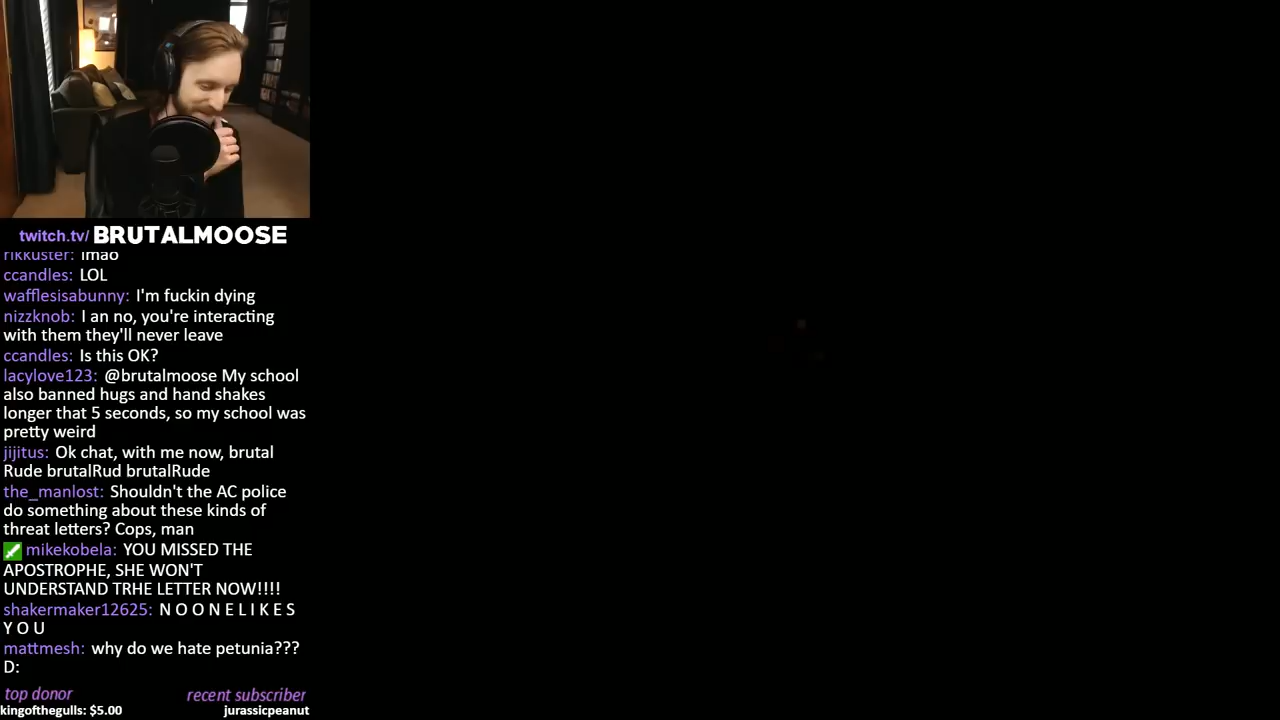 twitch.tv/ BRUTALMOOSE
rikkuster: lmao
ccandles: LOL
wafflesisabunny: I'm fuckin dying
nizzknob: I an no, you're interacting
with them they'll never leave
ccandles: Is this OK?
lacylove123: @brutalmoose My school
also banned hugs and hand shakes
longer that 5 seconds, so my school was
pretty weird
jijitus: Ok chat, with me now, brutal
Rude brutalRud brutalRude
the_manlost: Shouldn't the AC police
do something about these kinds of
threat letters? Cops, man
mikekobela: YOU MISSED THE
APOSTROPHE, SHE WON'T
UNDERSTAND TRHE LETTER NOW!!!!
shakermaker12625: N O O N E L I K E S
Y O U
mattmesh: why do we hate petunia???
D:
top donor recent subscriber
kingofthegulls: $5.00 jurassicpeanut